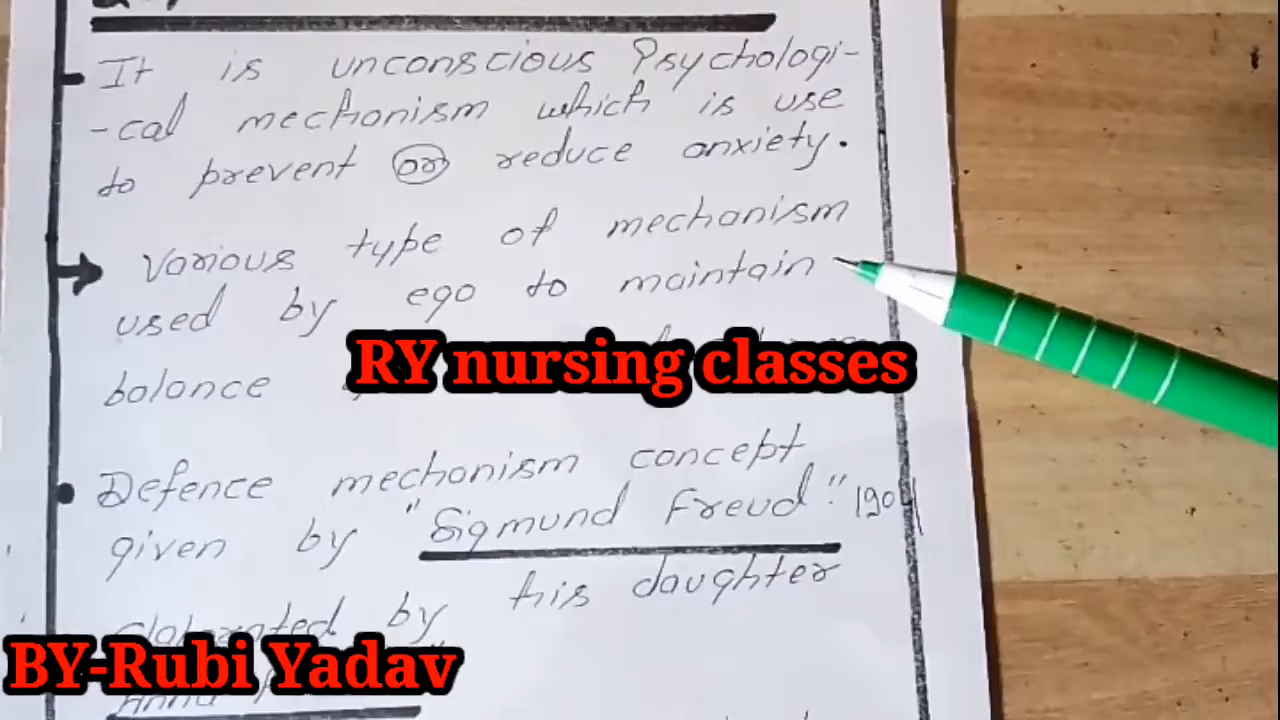 It is unconscious Psychologi-
-cal mechanism which is use
to prevent or reduce anxiety.
Various type of mechanism
used by ego to maintain
balance
RY nursing classes
Defence mechanism concept
given by "Sigmund Freud" 1904
elaborated by his daughter
BY-Rubi Yadav